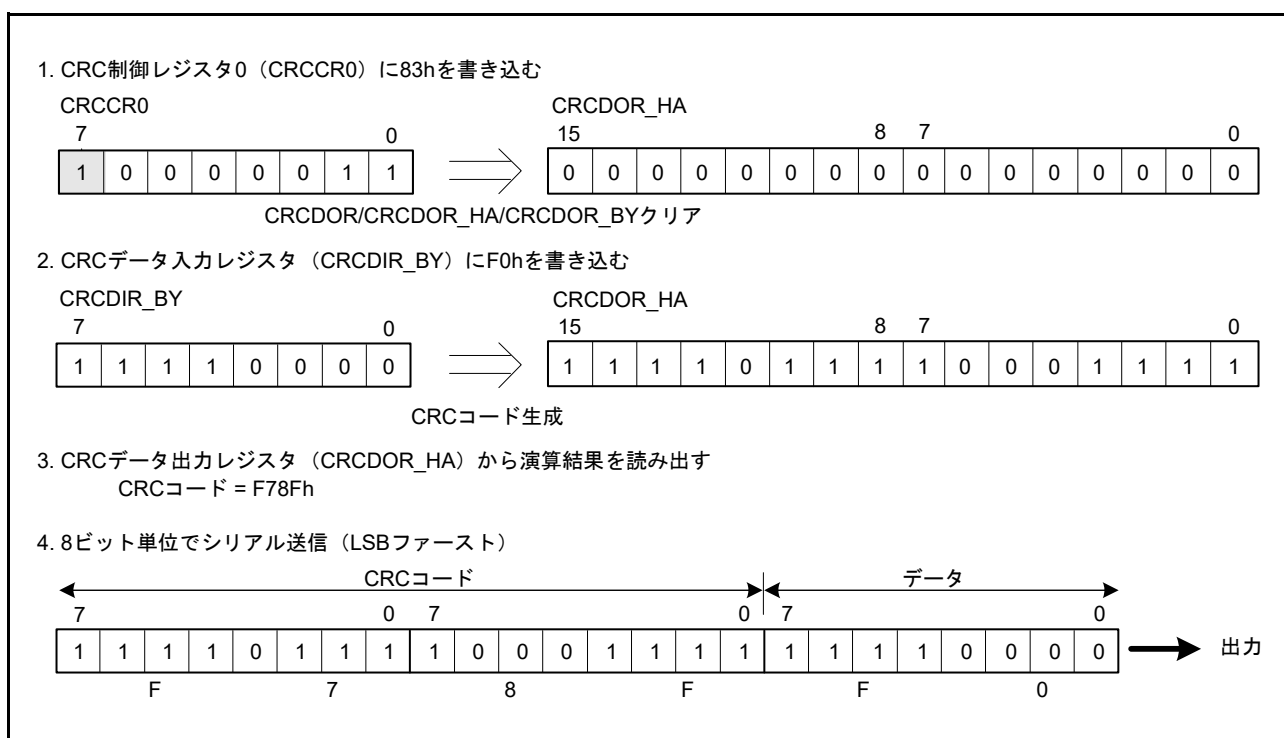 1. CRC制御レジスタ0（CRCCR0）に83hを書き込む
CRCCR0 CRCDOR_HA
7 0 15 8 7 0
1 0 0 0 0 0 1 1 0 0 0 0 0 0 0 0 0 0 0 0 0 0 0 0
CRCDOR/CRCDOR_HA/CRCDOR_BYクリア
2. CRCデータ入力レジスタ（CRCDIR_BY）にF0hを書き込む
CRCDIR_BY CRCDOR_HA
7 0 15 8 7 0
1 1 1 1 0 0 0 0 1 1 1 1 0 1 1 1 1 0 0 0 1 1 1 1
CRCコード生成
3. CRCデータ出力レジスタ（CRCDOR_HA）から演算結果を読み出す
CRCコード = F78Fh
4. 8ビット単位でシリアル送信（LSBファースト）
CRCコード データ
7 0 7 0 7 0
1 1 1 1 0 1 1 1 1 0 0 0 1 1 1 1 1 1 1 1 0 0 0 0 出力
F 7 8 F F 0